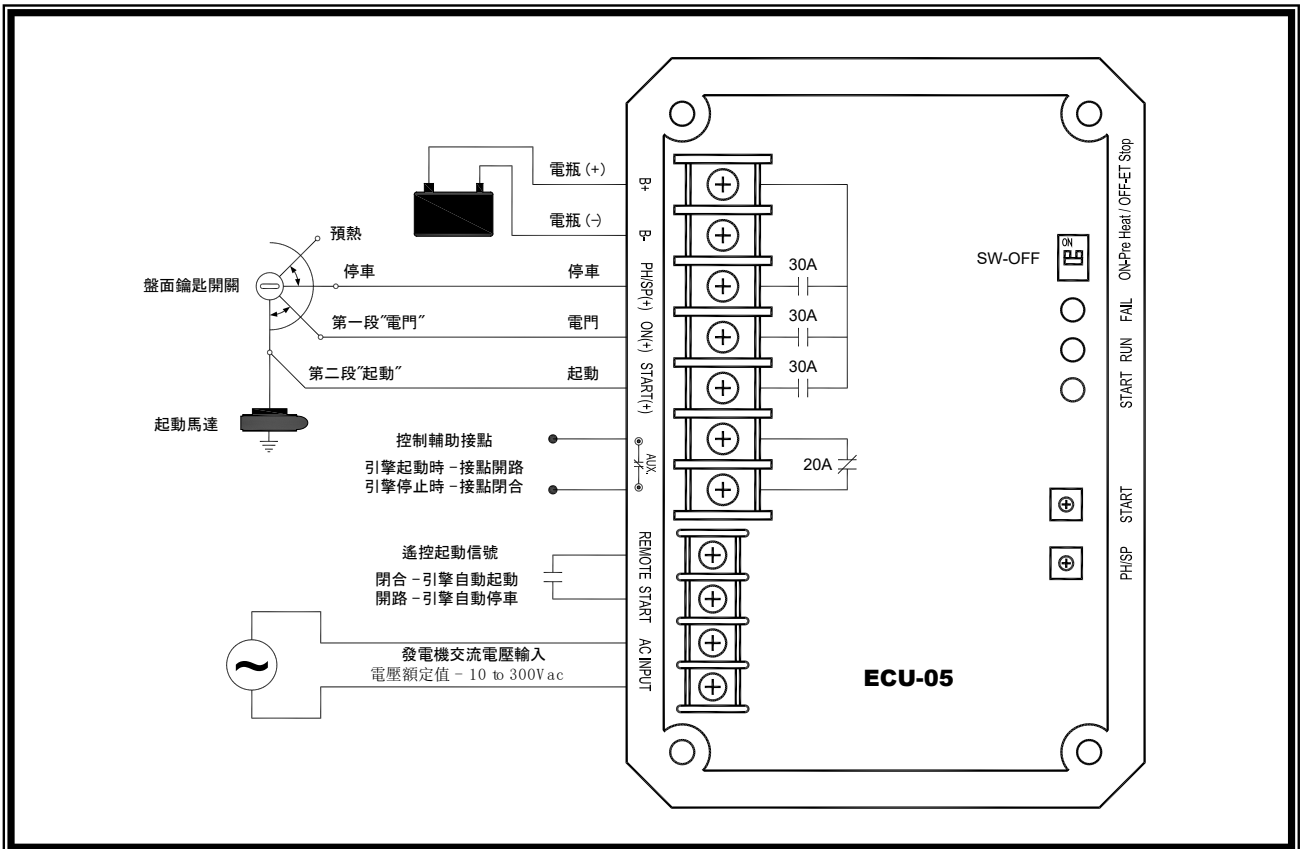 電瓶 (+)
B+
電瓶 (-)
B-
預熱
停車
停車
PH/SP(+)
盤面鑰匙開關
第一段"電門"
電門
ON(+)
第二段"起動"
起動
START(+)
起動馬達
控制輔助接點
引擎起動時 - 接點開路
引擎停止時 - 接點閉合
AUX.
遙控起動信號
閉合 - 引擎自動起動
開路 - 引擎自動停車
REMOTE START
發電機交流電壓輸入
電壓額定值 - 10 to 300Vac
AC INPUT
30A
30A
30A
20A
SW-OFF
ON
ON-Pre Heat / OFF-ET Stop
FAIL
RUN
START
START
PH/SP
ECU-05